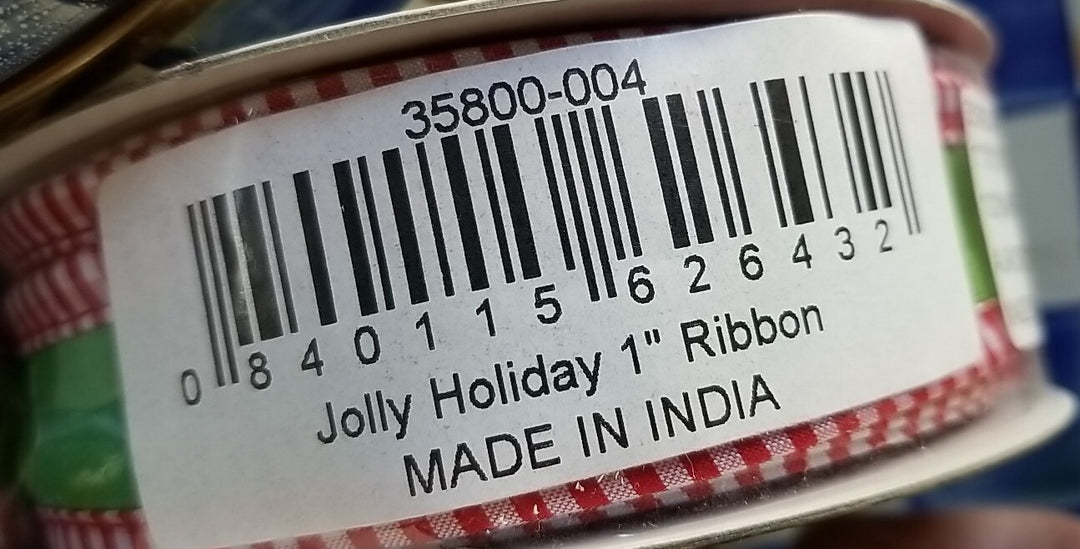 35800-004
0 840115 626432
Jolly Holiday 1" Ribbon
MADE IN INDIA